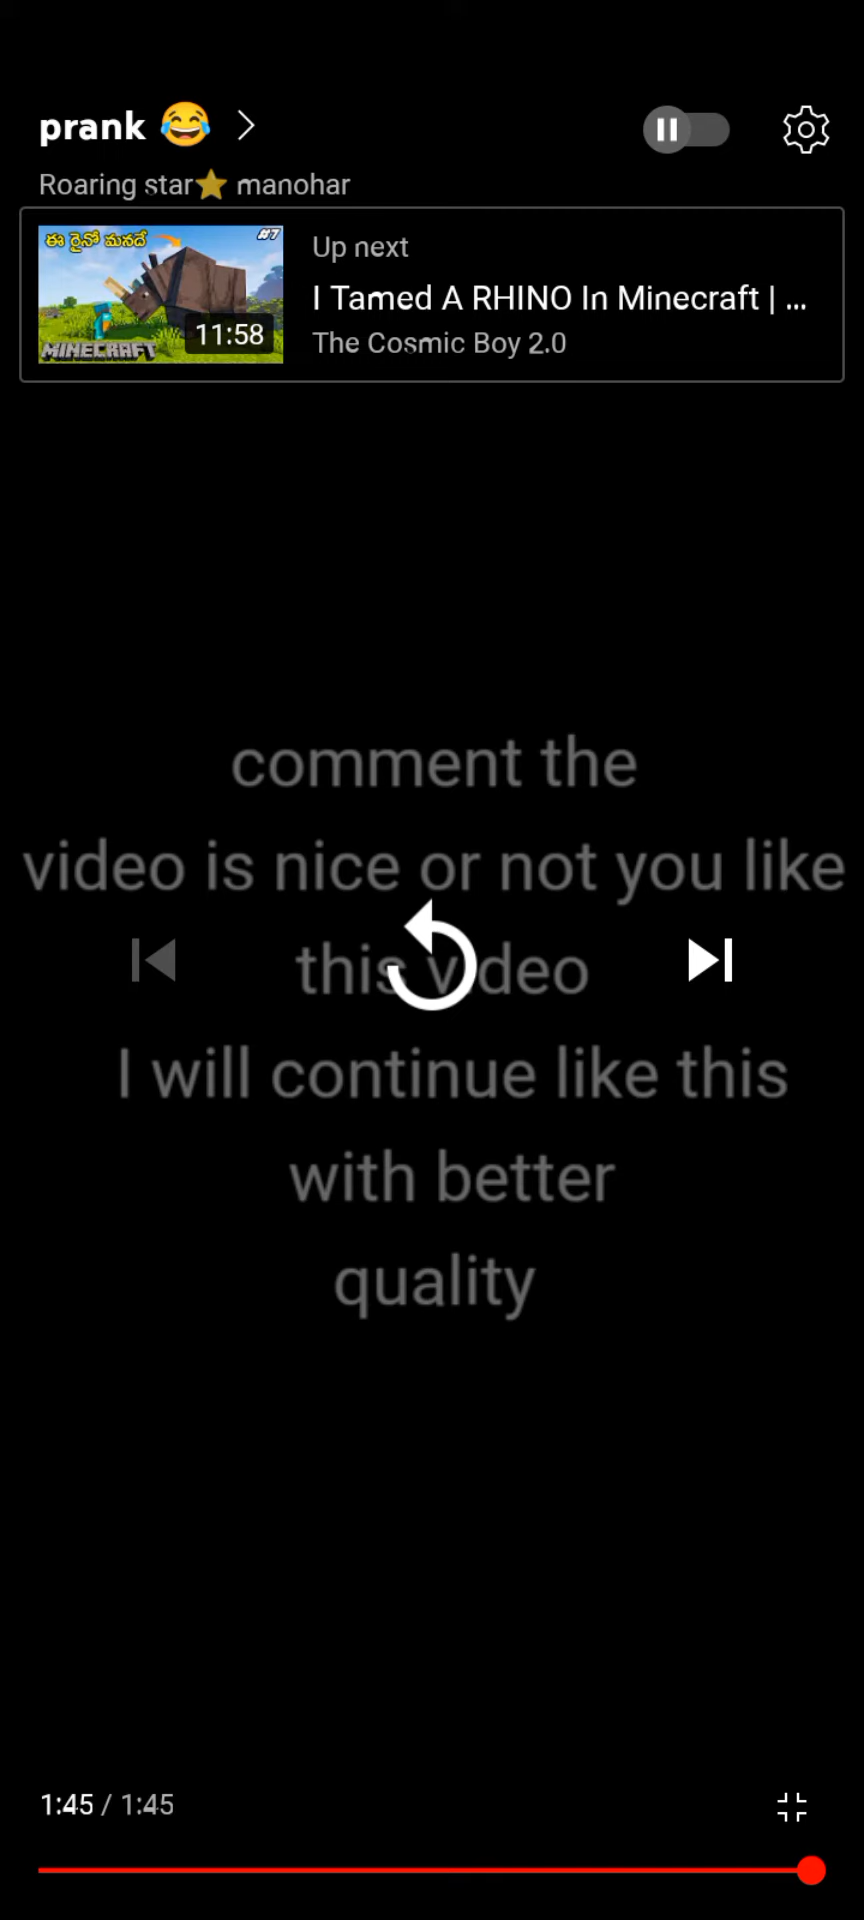 prank 😂 >
Roaring star⭐ manohar
ఈ రైనో మనదే
#7
MINECRAFT
11:58
Up next
I Tamed A RHINO In Minecraft | ...
The Cosmic Boy 2.0
comment the
video is nice or not you like
this video
I will continue like this
with better
quality
1:45 / 1:45